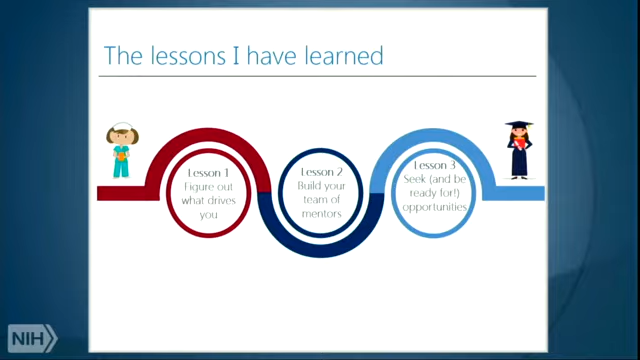 The lessons I have learned
Lesson 1
Figure out
what drives
you
Lesson 2
Build your
team of
mentors
Lesson 3
Seek (and be
ready for!)
opportunities
NIH